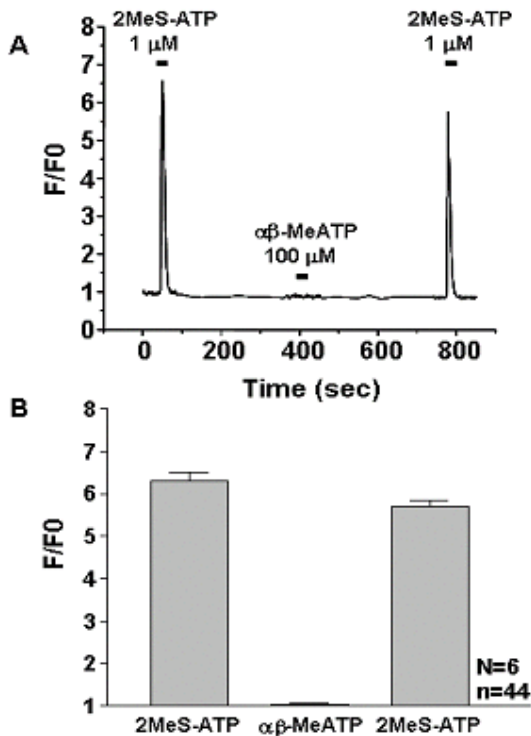 A
2MeS-ATP
1 μM
2MeS-ATP
1 μM
αβ-MeATP
100 μM
F/F0
8
7
6
5
4
3
2
1
0
0 200 400 600 800
Time (sec)
B
F/F0
8
7
6
5
4
3
2
1
N=6
n=44
2MeS-ATP αβ-MeATP 2MeS-ATP